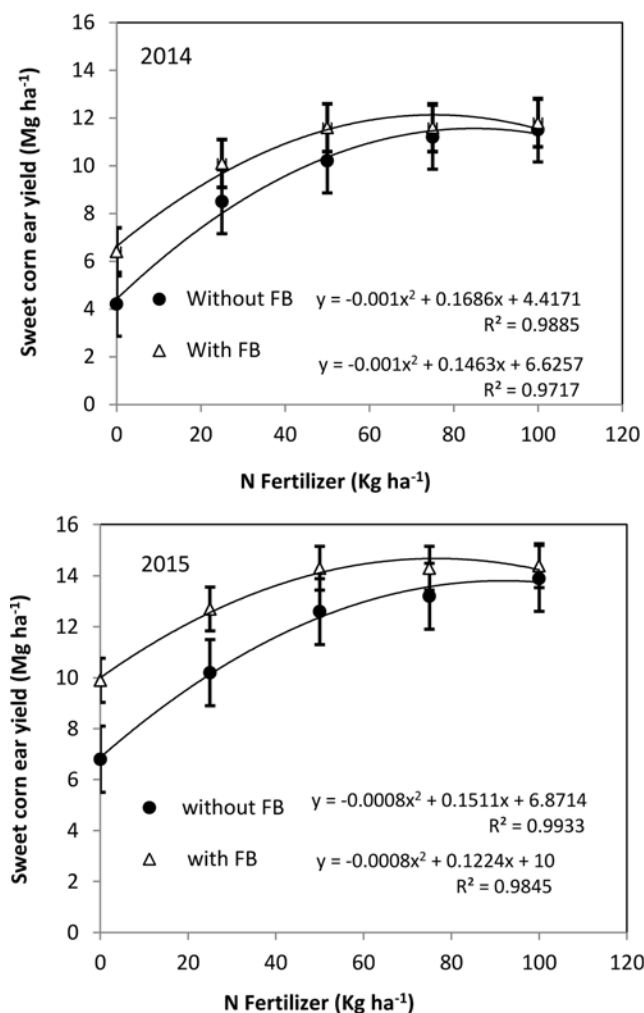 2014
16
14
12
10
8
6
4
2
0
Sweet corn ear yield (Mg ha⁻¹)
Without FB y = -0.001x² + 0.1686x + 4.4171
R² = 0.9885
With FB y = -0.001x² + 0.1463x + 6.6257
R² = 0.9717
0 20 40 60 80 100 120
N Fertilizer (Kg ha⁻¹)
2015
16
14
12
10
8
6
4
2
0
Sweet corn ear yield (Mg ha⁻¹)
without FB y = -0.0008x² + 0.1511x + 6.8714
R² = 0.9933
with FB y = -0.0008x² + 0.1224x + 10
R² = 0.9845
0 20 40 60 80 100 120
N Fertilizer (Kg ha⁻¹)